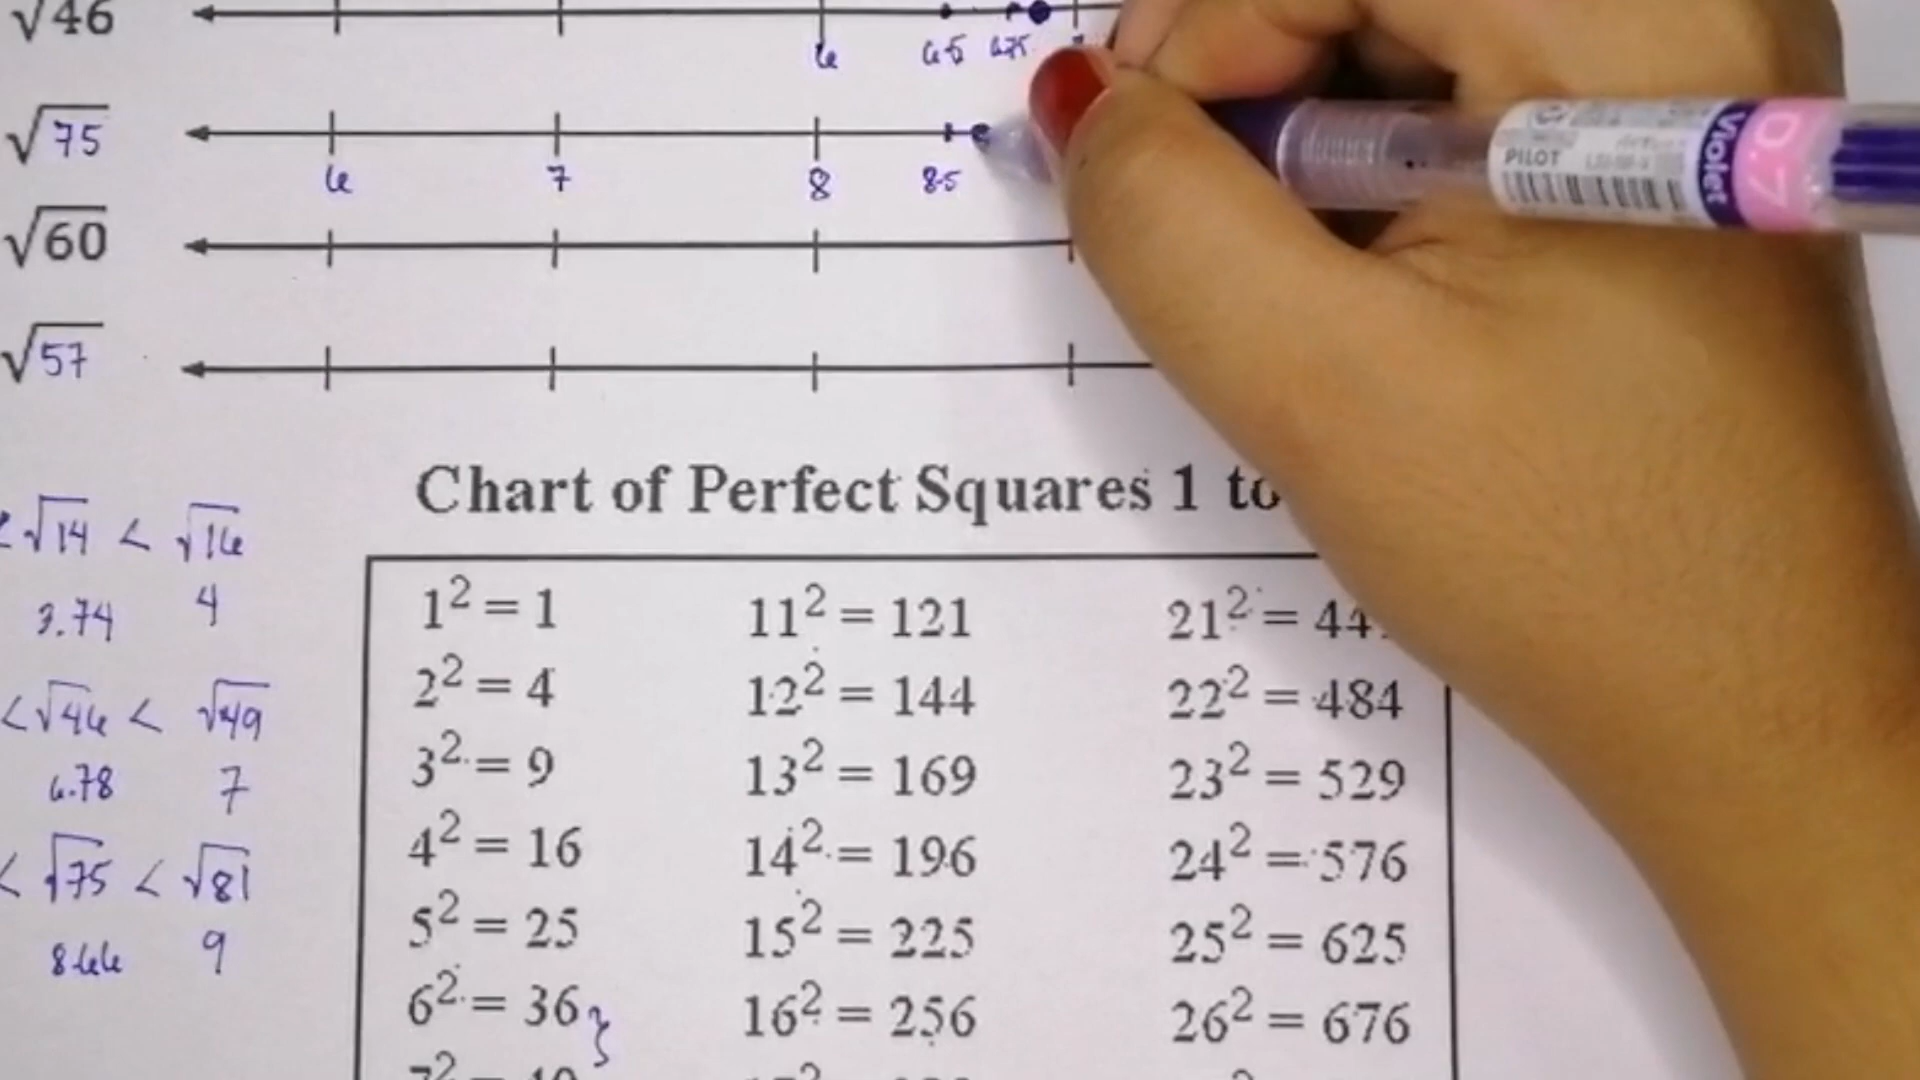 √46
6 6.5 6.75
√75
6 7 8 8.5
√60
√57
PILOT Violet 0.7
Chart of Perfect Squares 1 to
< √14 < √16
3.74 4
< √46 < √49
6.78 7
< √75 < √81
8.66 9
1² = 1 11² = 121 21² = 44
2² = 4 12² = 144 22² = 484
3² = 9 13² = 169 23² = 529
4² = 16 14² = 196 24² = 576
5² = 25 15² = 225 25² = 625
6² = 36 16² = 256 26² = 676